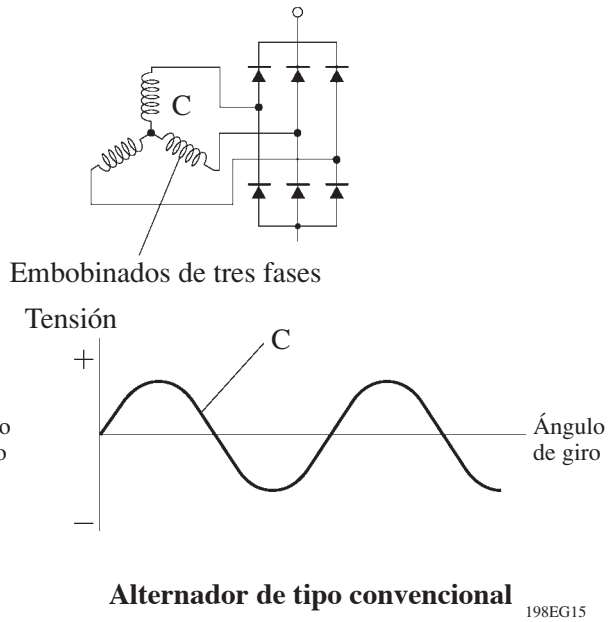 C
Embobinados de tres fases
Tensión
+
C
o
o
Ángulo
de giro
−
Alternador de tipo convencional
198EG15